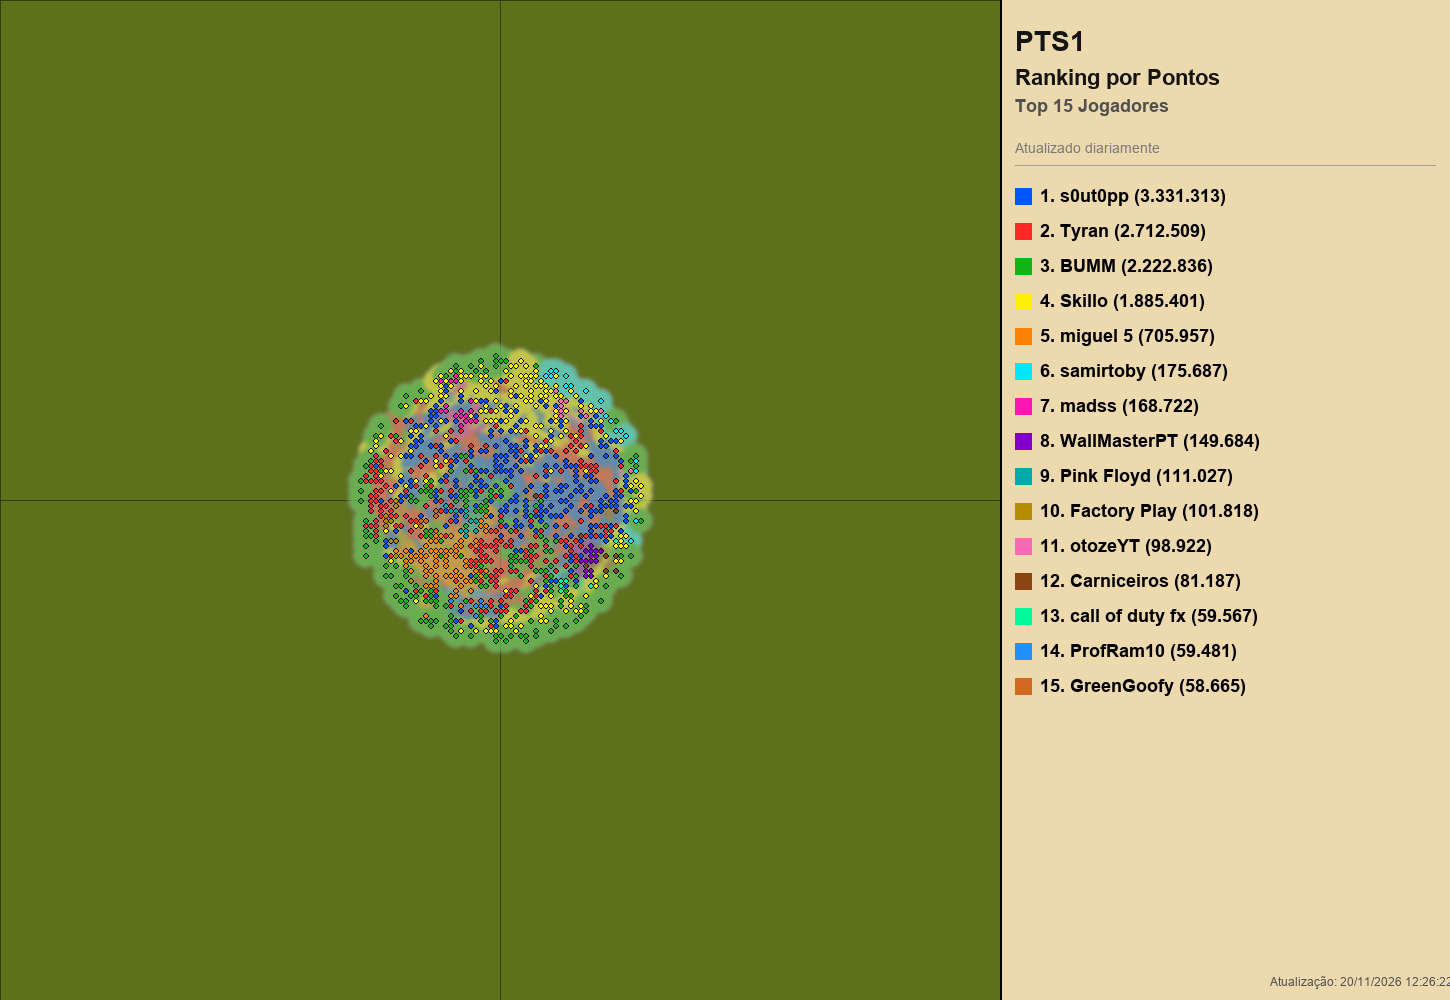 PTS1
Ranking por Pontos
Top 15 Jogadores
Atualizado diariamente
1. s0ut0pp (3.331.313)
2. Tyran (2.712.509)
3. BUMM (2.222.836)
4. Skillo (1.885.401)
5. miguel 5 (705.957)
6. samirtoby (175.687)
7. madss (168.722)
8. WallMasterPT (149.684)
9. Pink Floyd (111.027)
10. Factory Play (101.818)
11. otozeYT (98.922)
12. Carniceiros (81.187)
13. call of duty fx (59.567)
14. ProfRam10 (59.481)
15. GreenGoofy (58.665)
Atualização: 20/11/2026 12:26:22